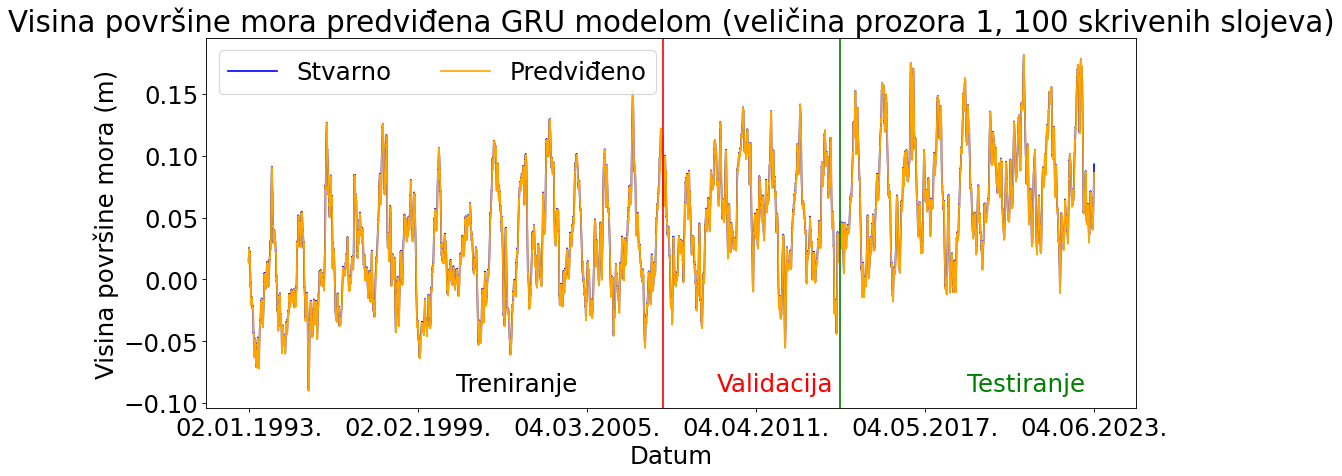 Visina površine mora predviđena GRU modelom (veličina prozora 1, 100 skrivenih slojeva)
Stvarno
Predviđeno
Visina površine mora (m)
0.15
0.10
0.05
0.00
−0.05
−0.10
Treniranje
Validacija
Testiranje
02.01.1993.
02.02.1999.
04.03.2005.
04.04.2011.
04.05.2017.
04.06.2023.
Datum